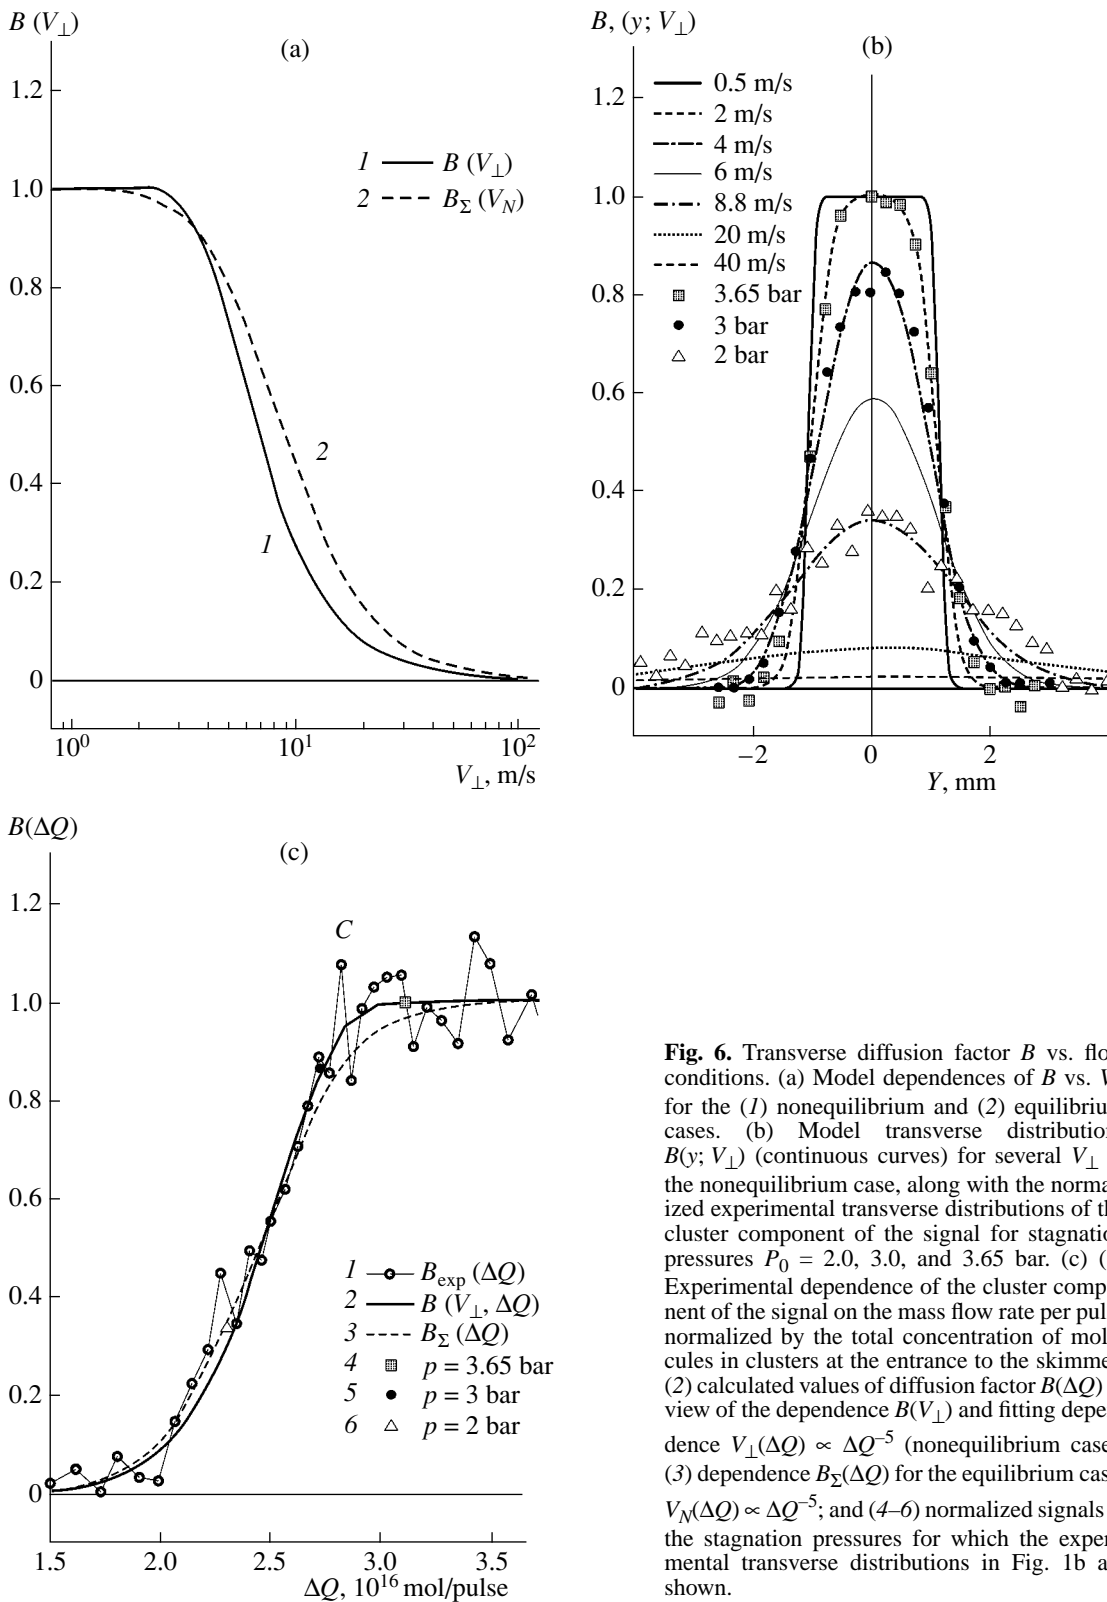 B (V⊥)
(a)
1.2
1.0
0.8
0.6
0.4
0.2
0
1 B (V⊥)
2 B_Σ (V_N)
2
1
10^0 10^1 10^2
V⊥, m/s
B, (y; V⊥)
(b)
1.2
1.0
0.8
0.6
0.4
0.2
0
0.5 m/s
2 m/s
4 m/s
6 m/s
8.8 m/s
20 m/s
40 m/s
3.65 bar
3 bar
2 bar
−2 0 2
Y, mm
B(ΔQ)
(c)
1.2
1.0
0.8
0.6
0.4
0.2
0
C
1 B_exp (ΔQ)
2 B (V⊥, ΔQ)
3 B_Σ (ΔQ)
4 p = 3.65 bar
5 p = 3 bar
6 p = 2 bar
1.5 2.0 2.5 3.0 3.5
ΔQ, 10^16 mol/pulse
Fig. 6. Transverse diffusion factor B vs. flo
conditions. (a) Model dependences of B vs. V
for the (1) nonequilibrium and (2) equilibriu
cases. (b) Model transverse distribution
B(y; V⊥) (continuous curves) for several V⊥
the nonequilibrium case, along with the norma
ized experimental transverse distributions of th
cluster component of the signal for stagnatio
pressures P_0 = 2.0, 3.0, and 3.65 bar. (c) (
Experimental dependence of the cluster comp
nent of the signal on the mass flow rate per pul
normalized by the total concentration of mol
cules in clusters at the entrance to the skimme
(2) calculated values of diffusion factor B(ΔQ)
view of the dependence B(V⊥) and fitting depe
dence V⊥(ΔQ) ∝ ΔQ^−5 (nonequilibrium case
(3) dependence B_Σ(ΔQ) for the equilibrium cas
V_N(ΔQ) ∝ ΔQ^−5; and (4–6) normalized signals
the stagnation pressures for which the exper
mental transverse distributions in Fig. 1b a
shown.